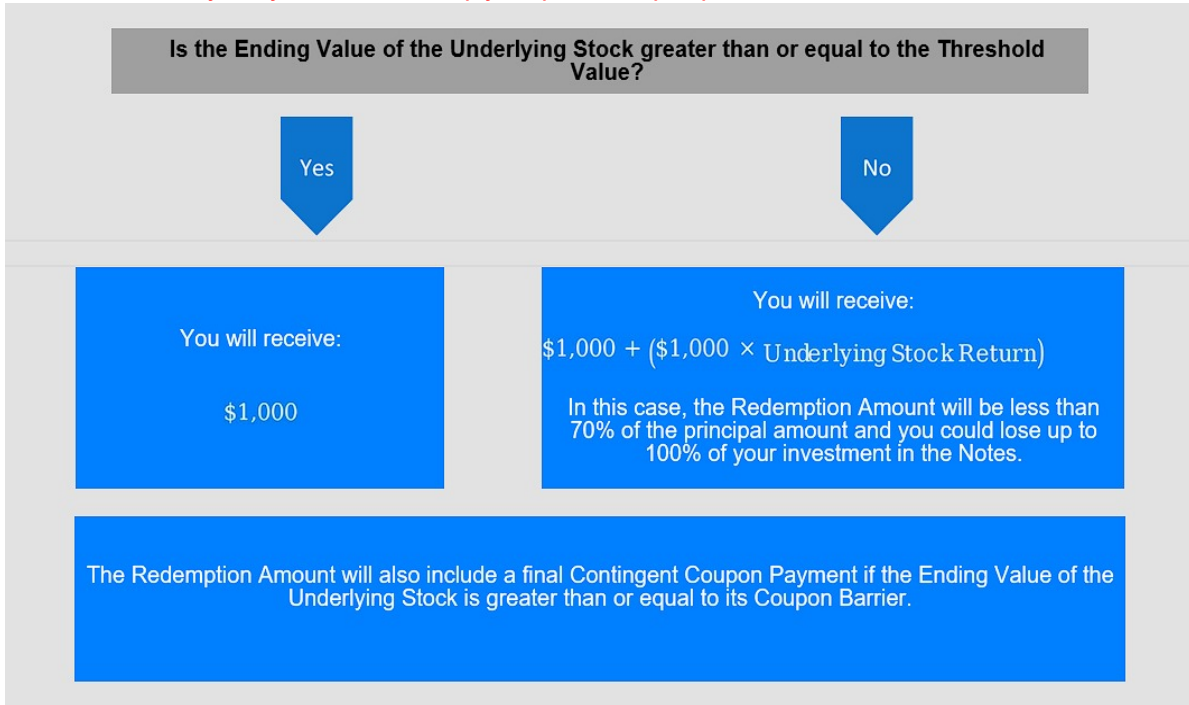 Is the Ending Value of the Underlying Stock greater than or equal to the Threshold
Value?
Yes
No
You will receive:
$1,000
You will receive:
$1,000 + ($1,000 × Underlying Stock Return)
In this case, the Redemption Amount will be less than
70% of the principal amount and you could lose up to
100% of your investment in the Notes.
The Redemption Amount will also include a final Contingent Coupon Payment if the Ending Value of the
Underlying Stock is greater than or equal to its Coupon Barrier.